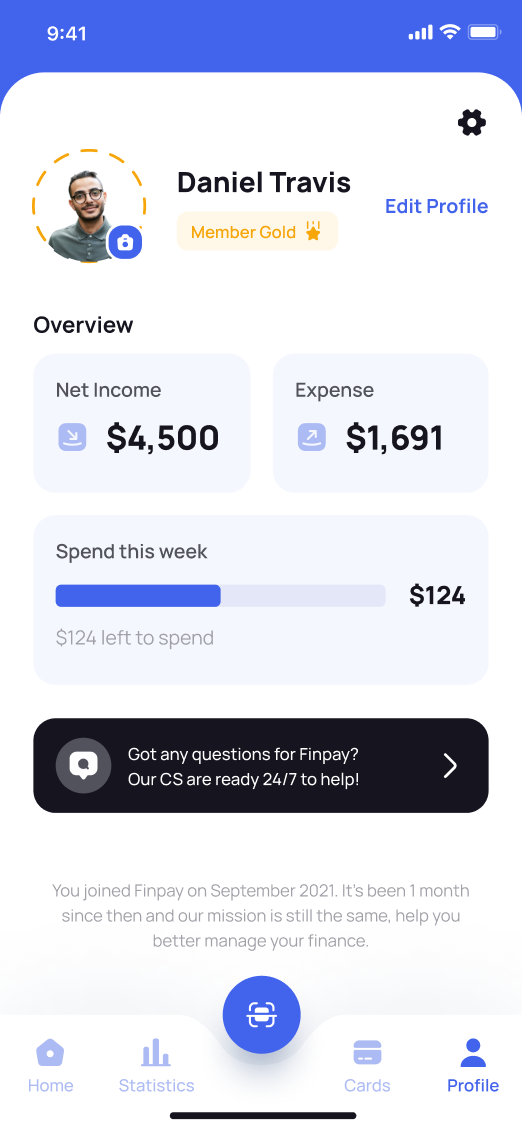 9:41
Daniel Travis
Member Gold
Edit Profile
Overview
Net Income
$4,500
Expense
$1,691
Spend this week
$124
$124 left to spend
Got any questions for Finpay?
Our CS are ready 24/7 to help!
You joined Finpay on September 2021. It's been 1 month
since then and our mission is still the same, help you
better manage your finance.
Home
Statistics
Cards
Profile